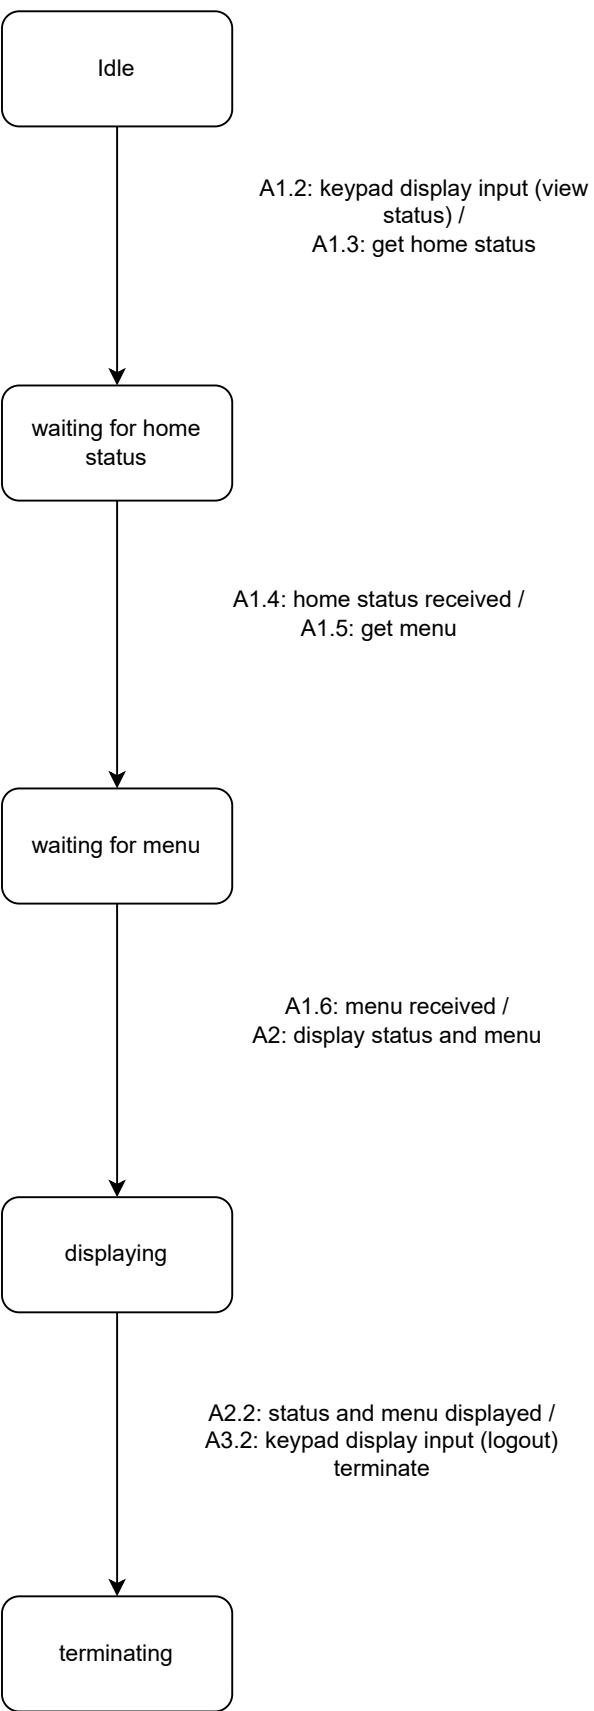 Idle
A1.2: keypad display input (view
status) /
A1.3: get home status
waiting for home
status
A1.4: home status received /
A1.5: get menu
waiting for menu
A1.6: menu received /
A2: display status and menu
displaying
A2.2: status and menu displayed /
A3.2: keypad display input (logout)
terminate
terminating